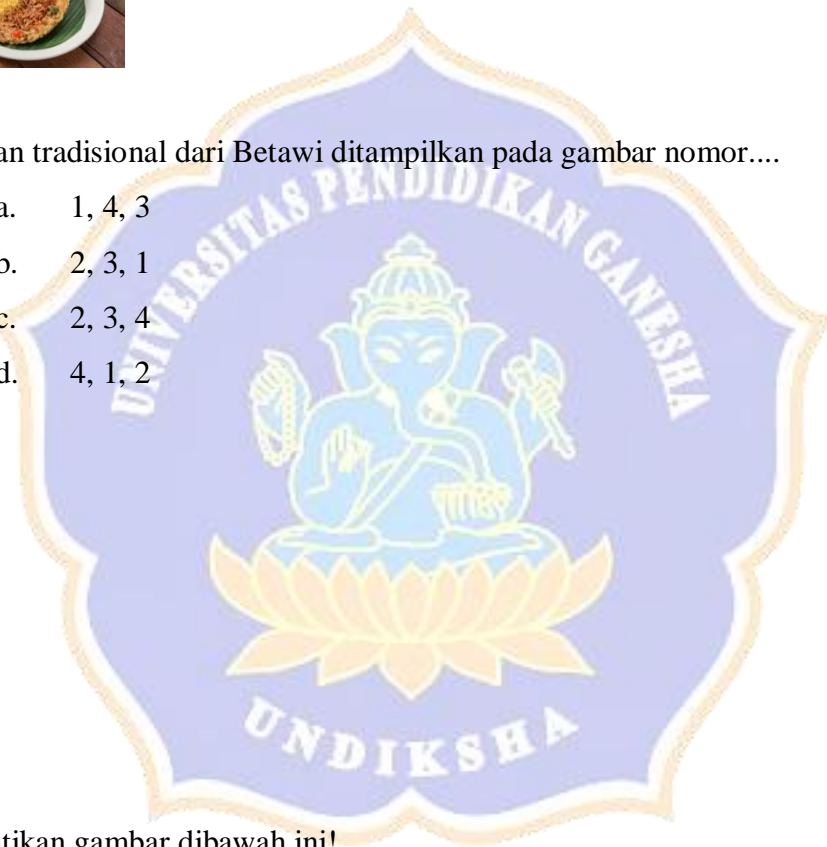 an tradisional dari Betawi ditampilkan pada gambar nomor....
a. 1, 4, 3
b. 2, 3, 1
c. 2, 3, 4
d. 4, 1, 2
UNIVERSITAS PENDIDIKAN GANESHA
UNDIKSHA
tikan gambar dibawah ini!